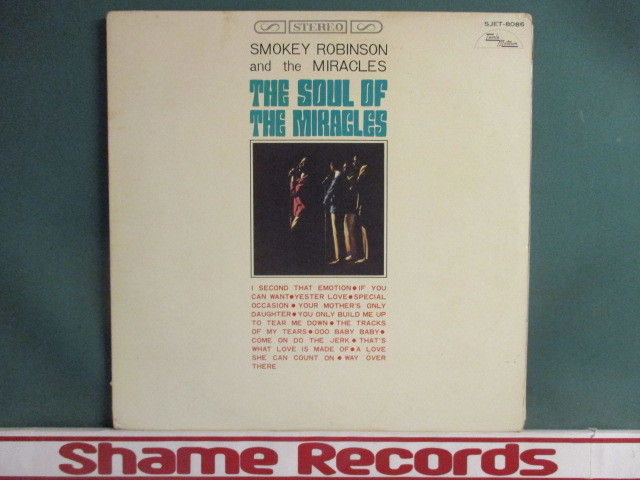 STEREO
SJET-8086
Tamla Motown
SMOKEY ROBINSON
and the MIRACLES
THE SOUL OF
THE MIRACLES
I SECOND THAT EMOTION●IF YOU
CAN WANT●YESTER LOVE●SPECIAL
OCCASION●YOUR MOTHER'S ONLY
DAUGHTER●YOU ONLY BUILD ME UP
TO TEAR ME DOWN●THE TRACKS
OF MY TEARS●OOO BABY BABY●
COME ON DO THE JERK●THAT'S
WHAT LOVE IS MADE OF●A LOVE
SHE CAN COUNT ON●WAY OVER
THERE
Shame Records